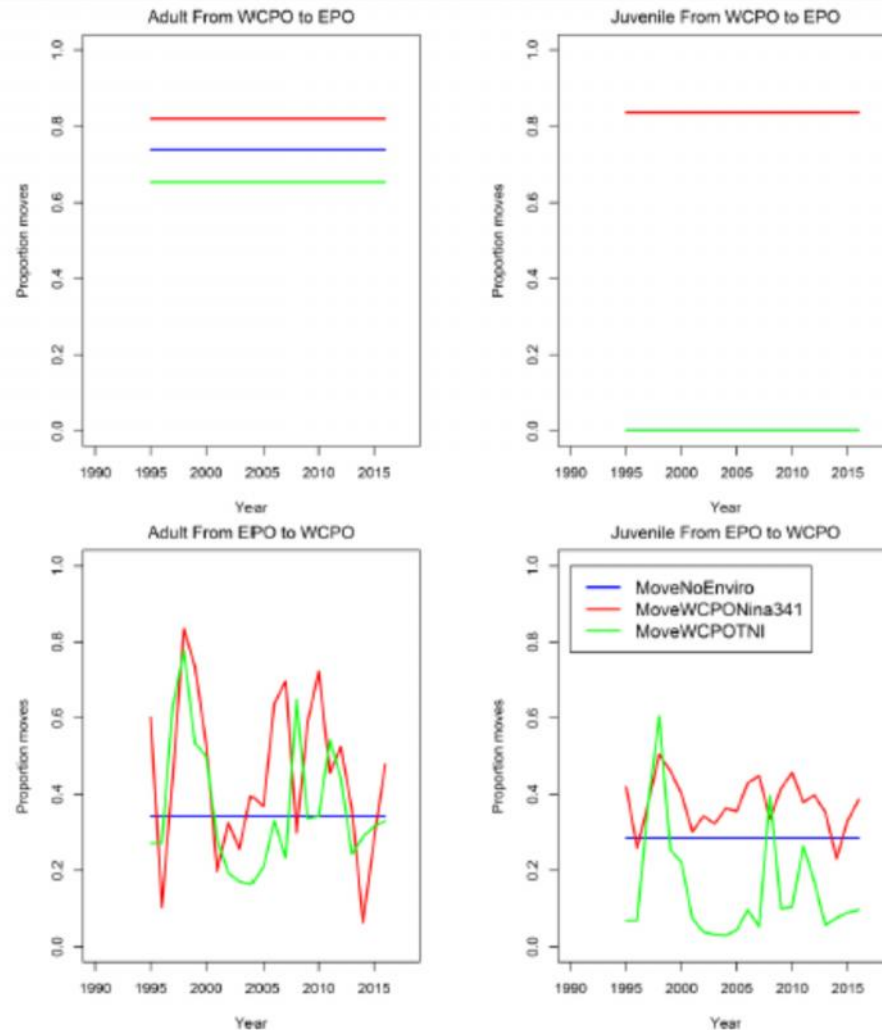 Adult From WCPO to EPO
Proportion moves
1.0
0.8
0.6
0.4
0.2
0.0
1990 1995 2000 2005 2010 2015
Year
Juvenile From WCPO to EPO
Proportion moves
1.0
0.8
0.6
0.4
0.2
0.0
1990 1995 2000 2005 2010 2015
Year
Adult From EPO to WCPO
Proportion moves
1.0
0.8
0.6
0.4
0.2
0.0
1990 1995 2000 2005 2010 2015
Year
Juvenile From EPO to WCPO
MoveNoEnviro
MoveWCPONina341
MoveWCPOTNI
Proportion moves
1.0
0.8
0.6
0.4
0.2
0.0
1990 1995 2000 2005 2010 2015
Year